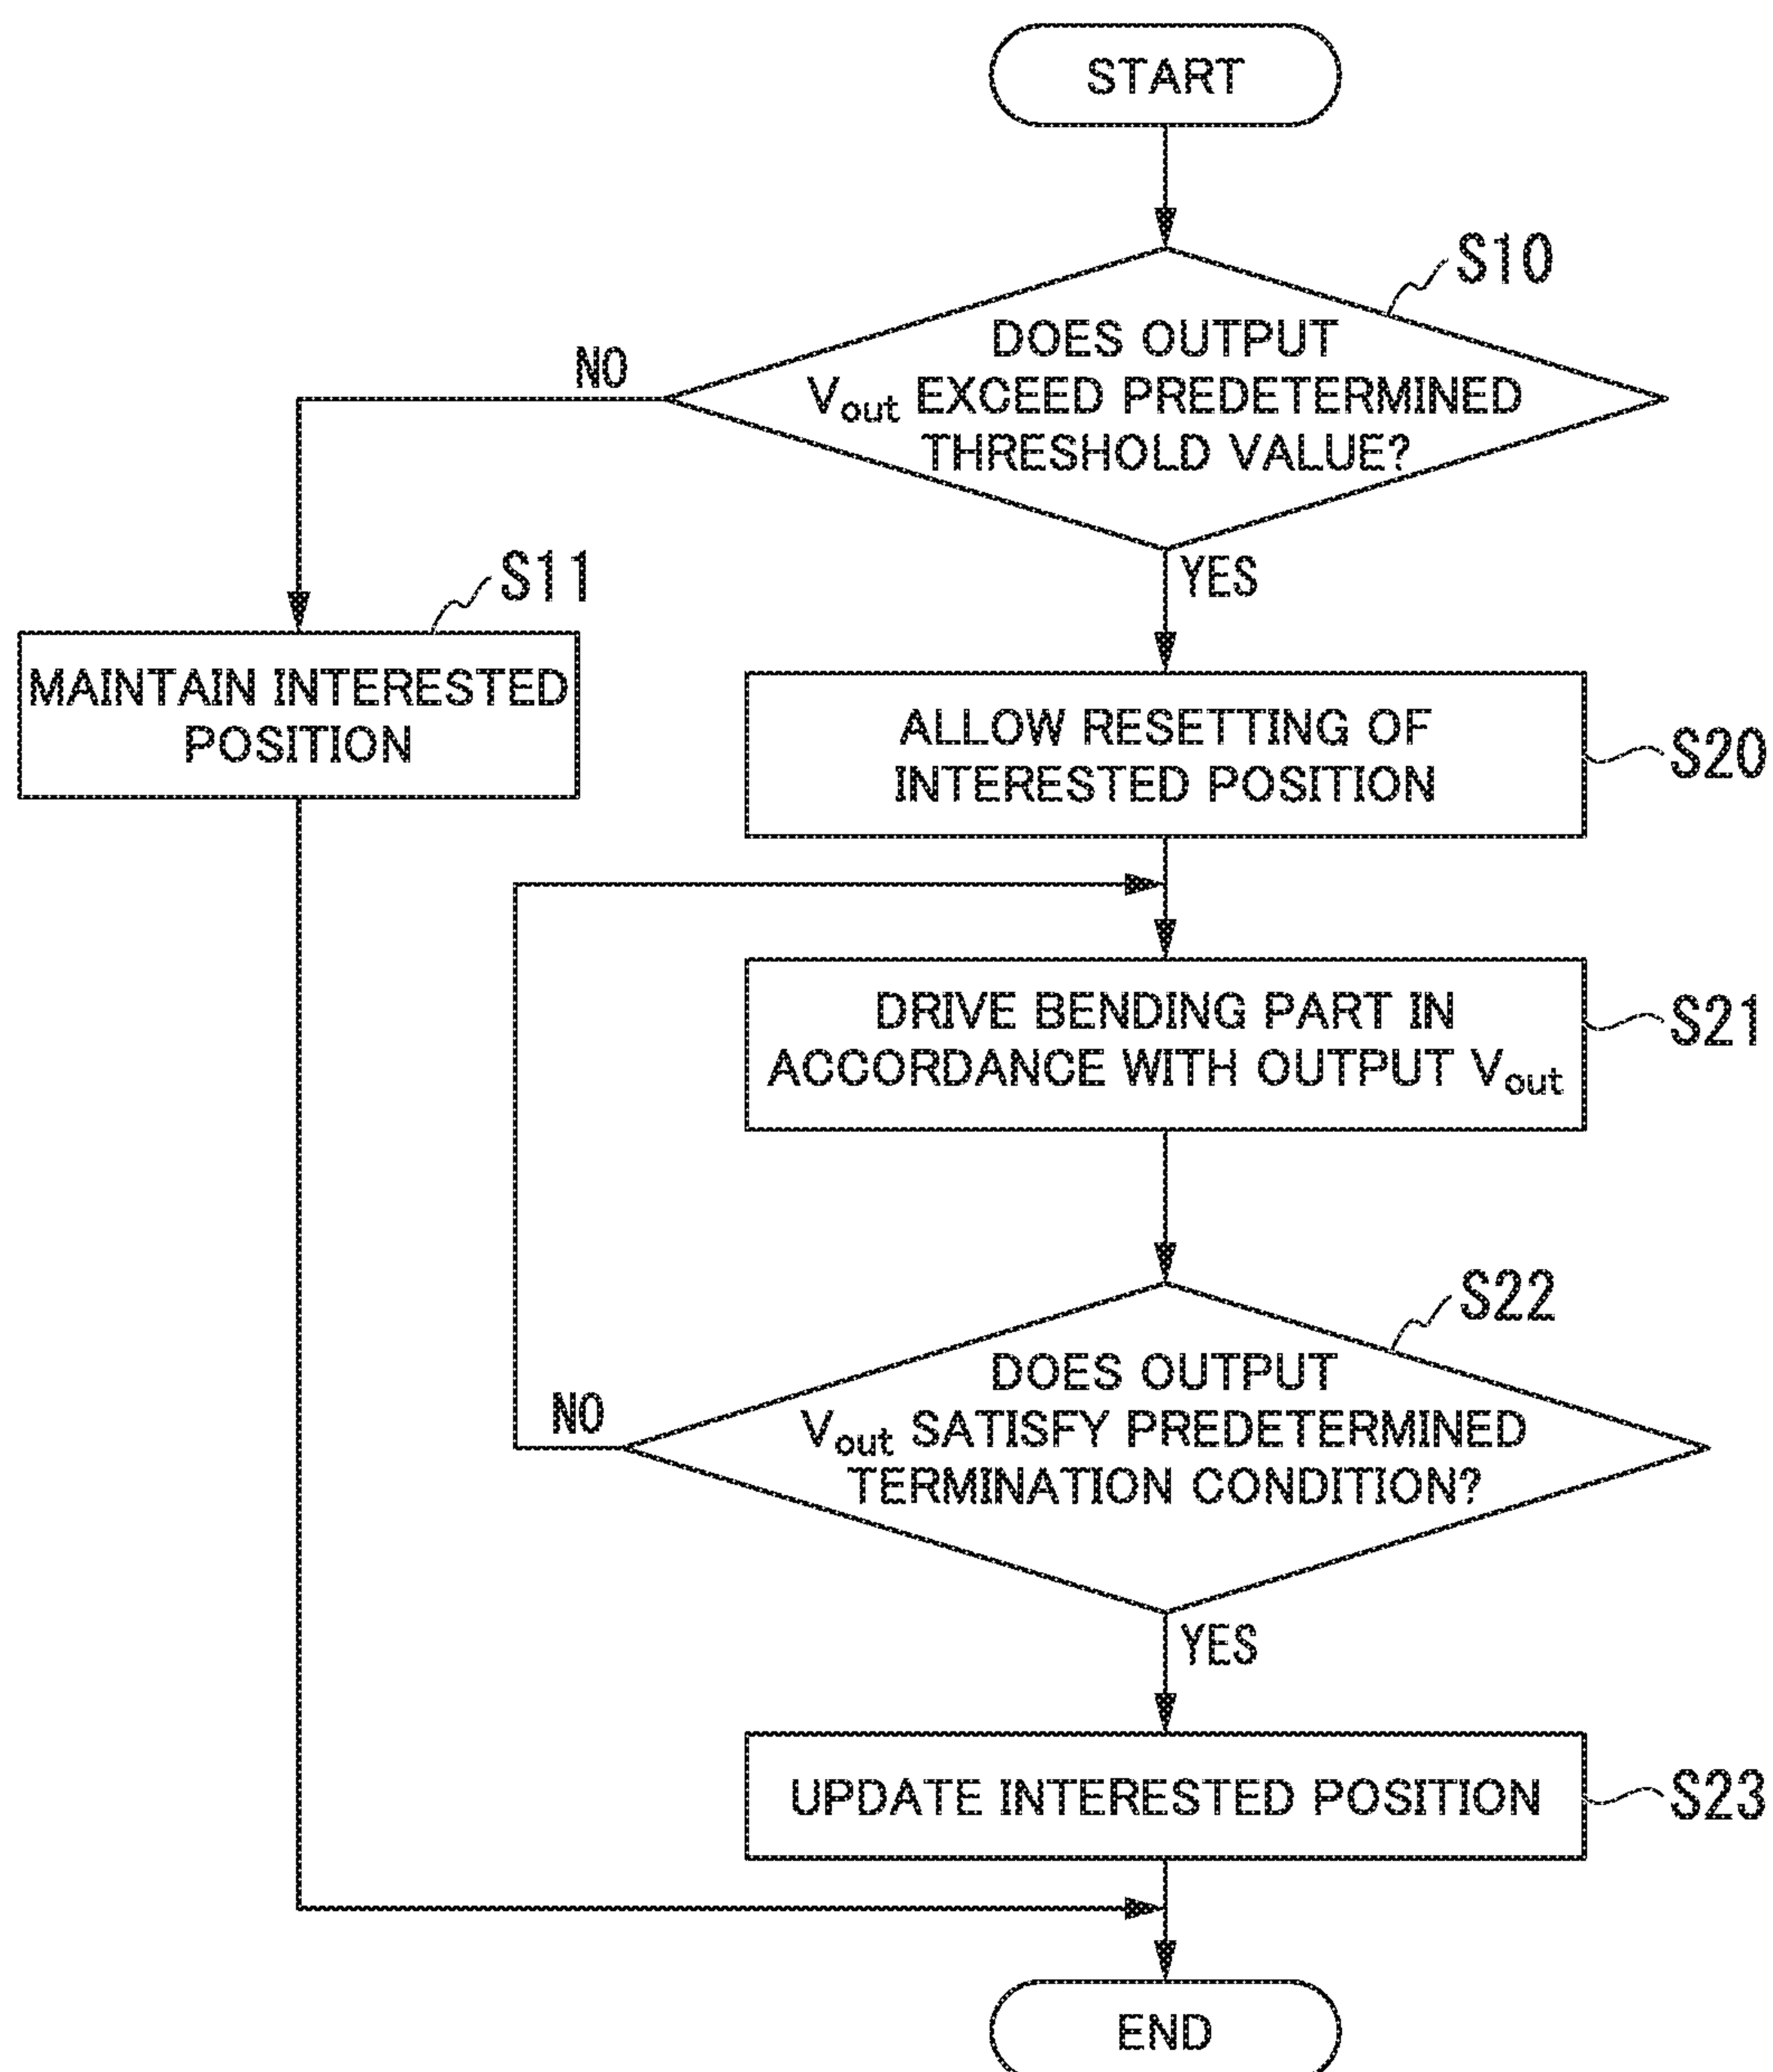 START
S10
DOES OUTPUT
Vout EXCEED PREDETERMINED
THRESHOLD VALUE?
NO
YES
S11
MAINTAIN INTERESTED
POSITION
ALLOW RESETTING OF
INTERESTED POSITION
S20
DRIVE BENDING PART IN
ACCORDANCE WITH OUTPUT Vout
S21
S22
DOES OUTPUT
Vout SATISFY PREDETERMINED
TERMINATION CONDITION?
NO
YES
UPDATE INTERESTED POSITION
S23
END